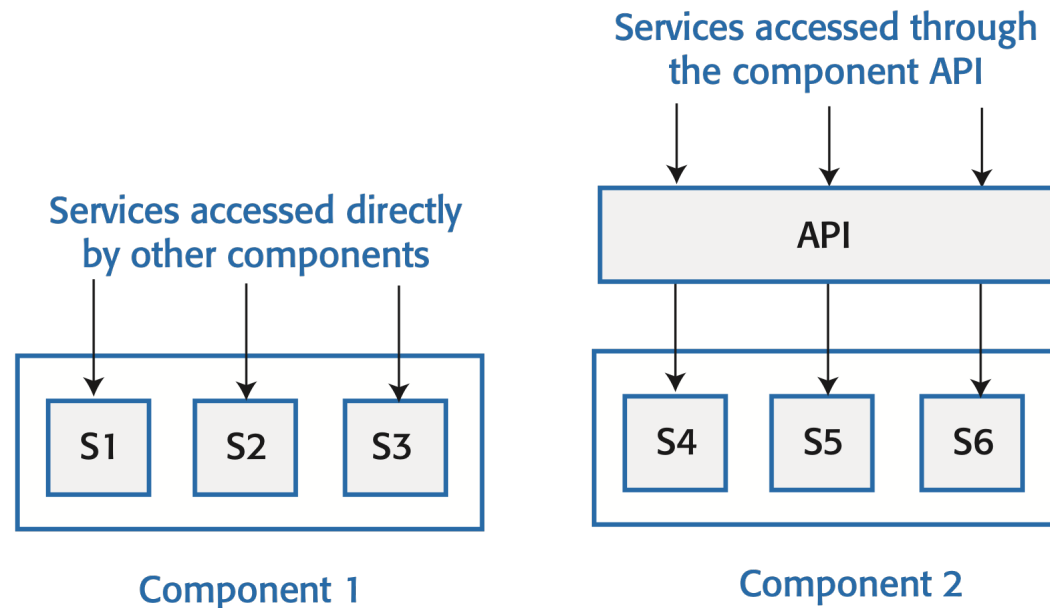 Services accessed directly
by other components
S1
S2
S3
Component 1
Services accessed through
the component API
API
S4
S5
S6
Component 2